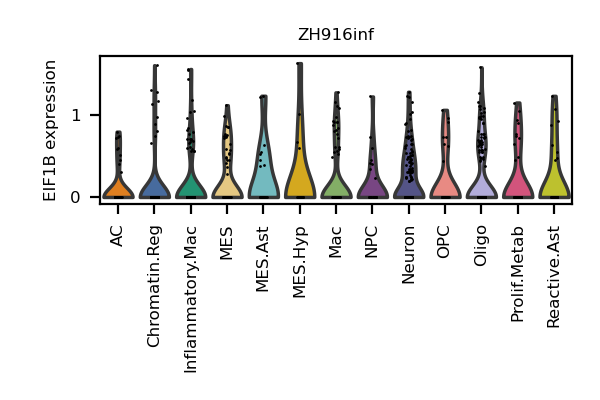 ZH916inf
EIF1B expression
1
0
AC
Chromatin.Reg
Inflammatory.Mac
MES
MES.Ast
MES.Hyp
Mac
NPC
Neuron
OPC
Oligo
Prolif.Metab
Reactive.Ast